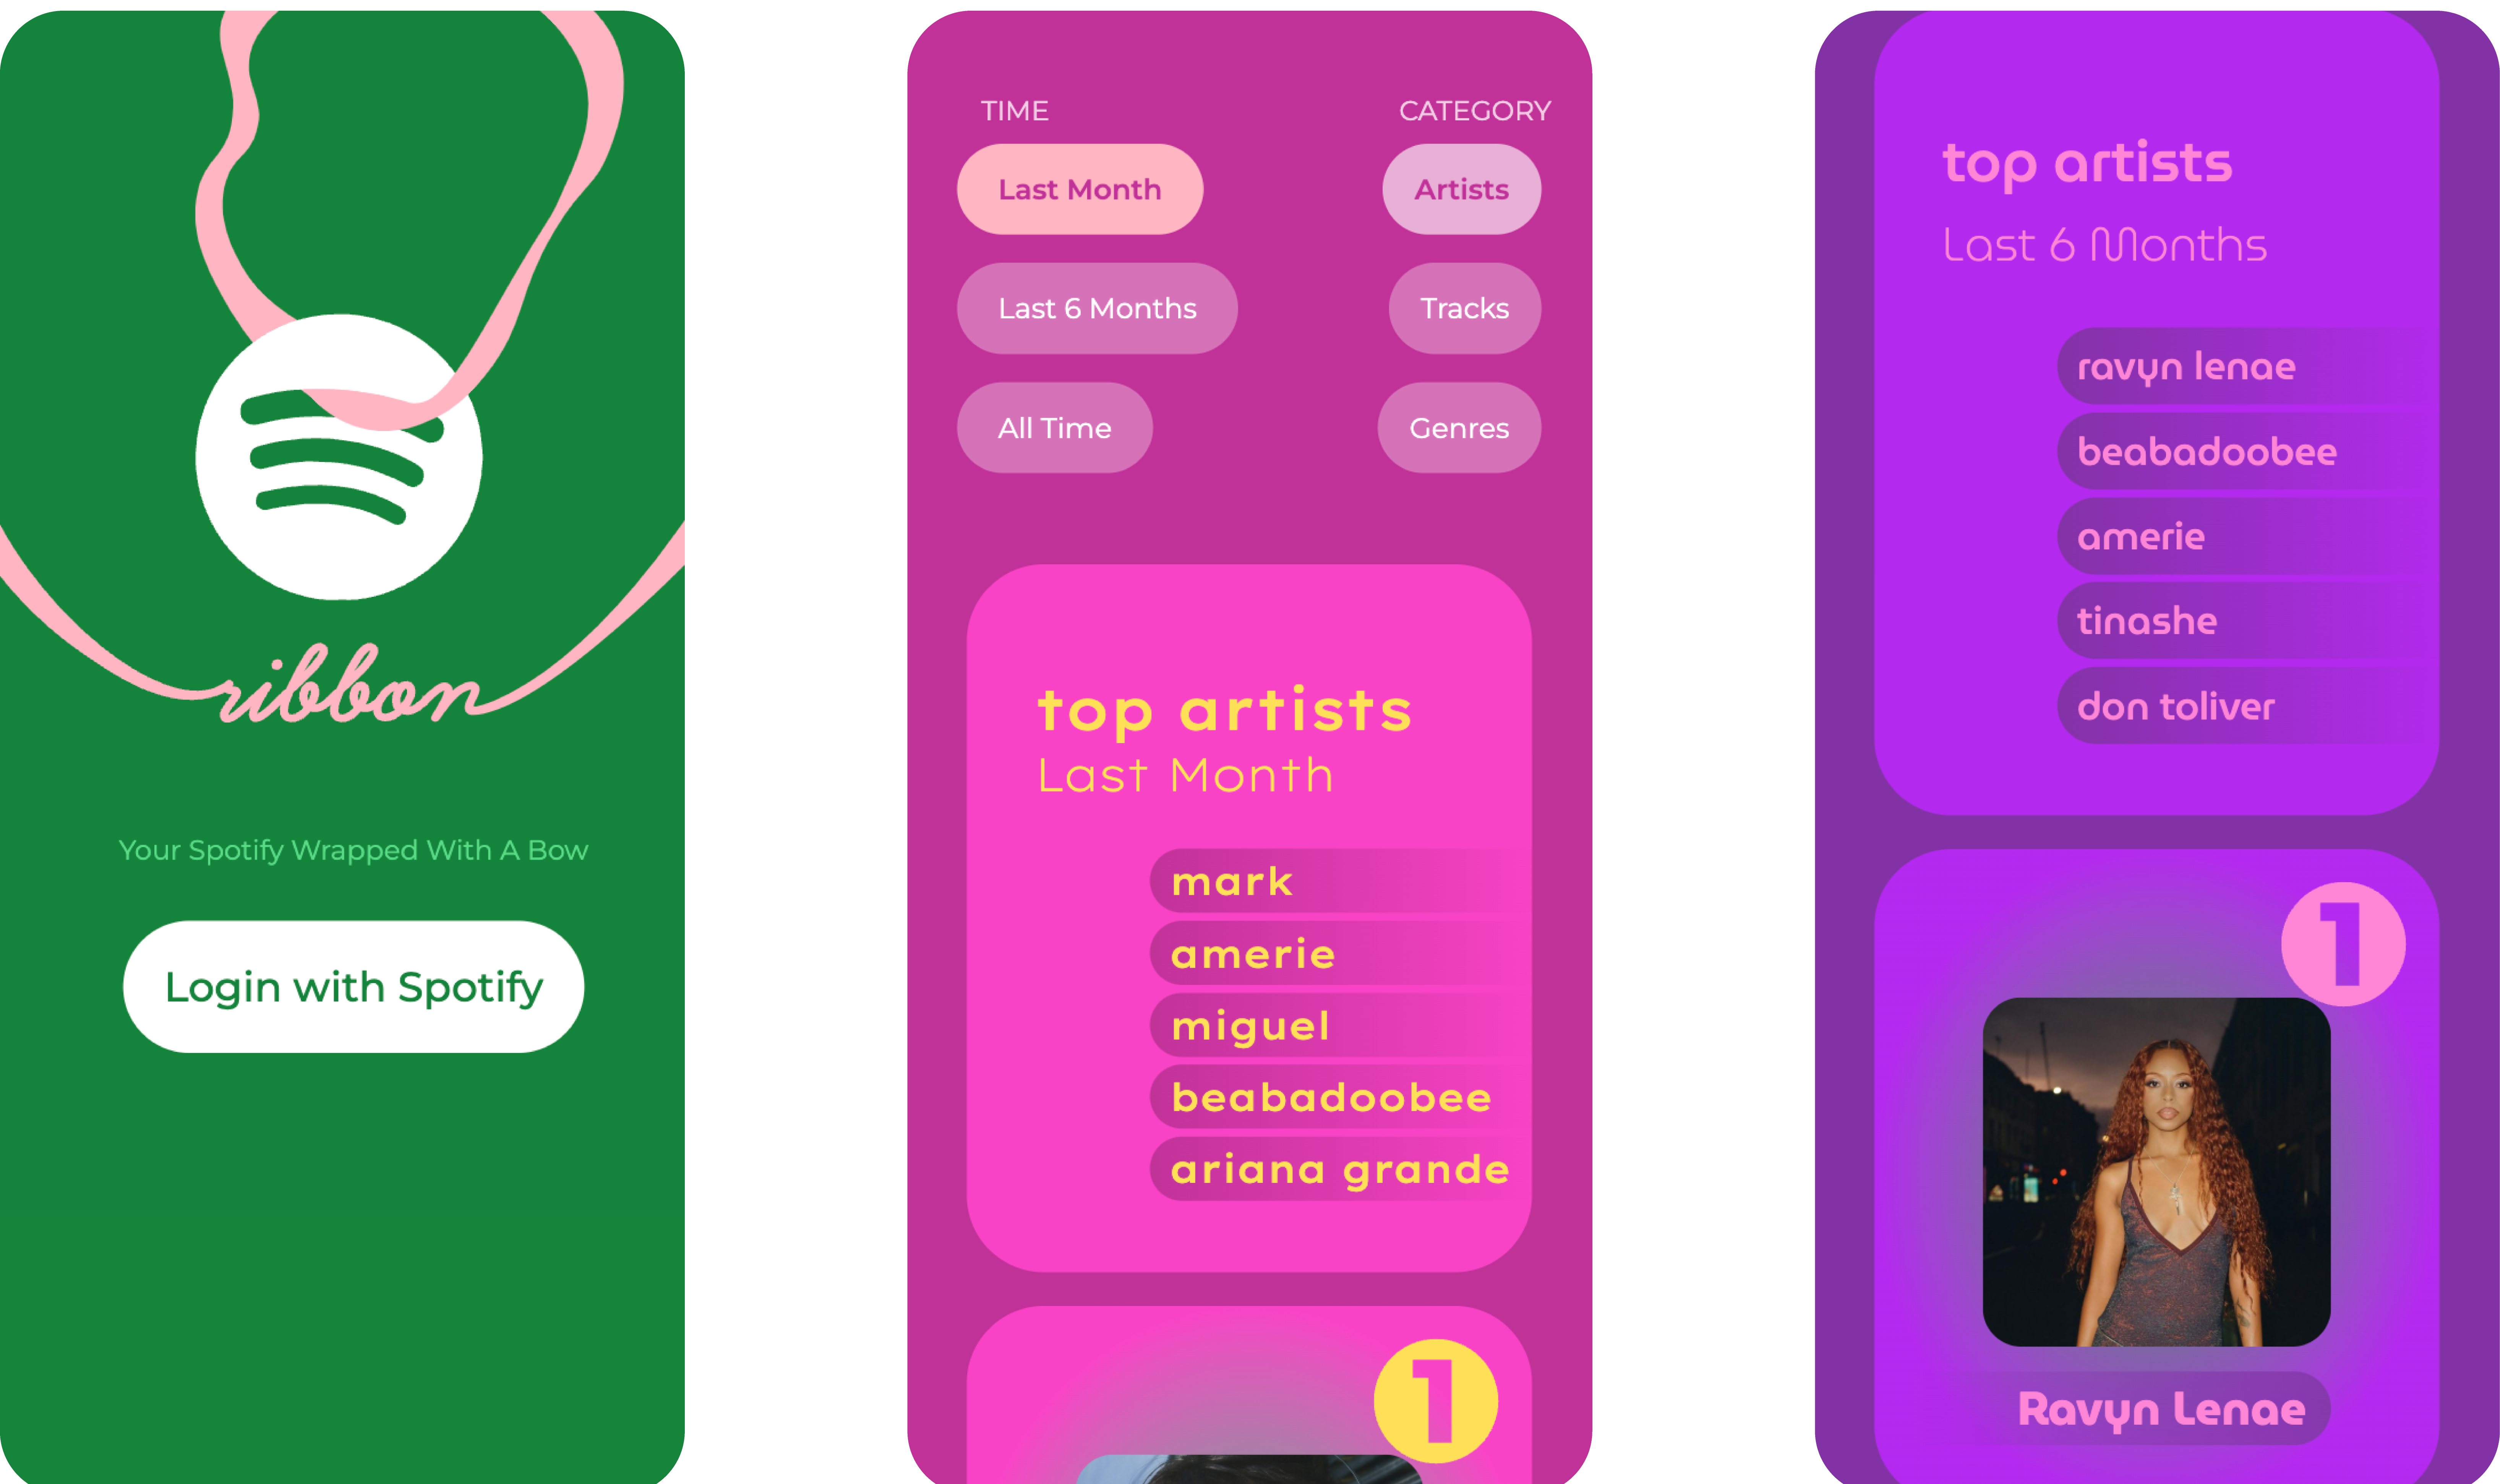 ribbon
Your Spotify Wrapped With A Bow
Login with Spotify
TIME
CATEGORY
Last Month
Artists
Last 6 Months
Tracks
All Time
Genres
top artists
Last Month
mark
amerie
miguel
beabadoobee
ariana grande
1
top artists
Last 6 Months
ravyn lenae
beabadoobee
amerie
tinashe
don toliver
1
Ravyn Lenae